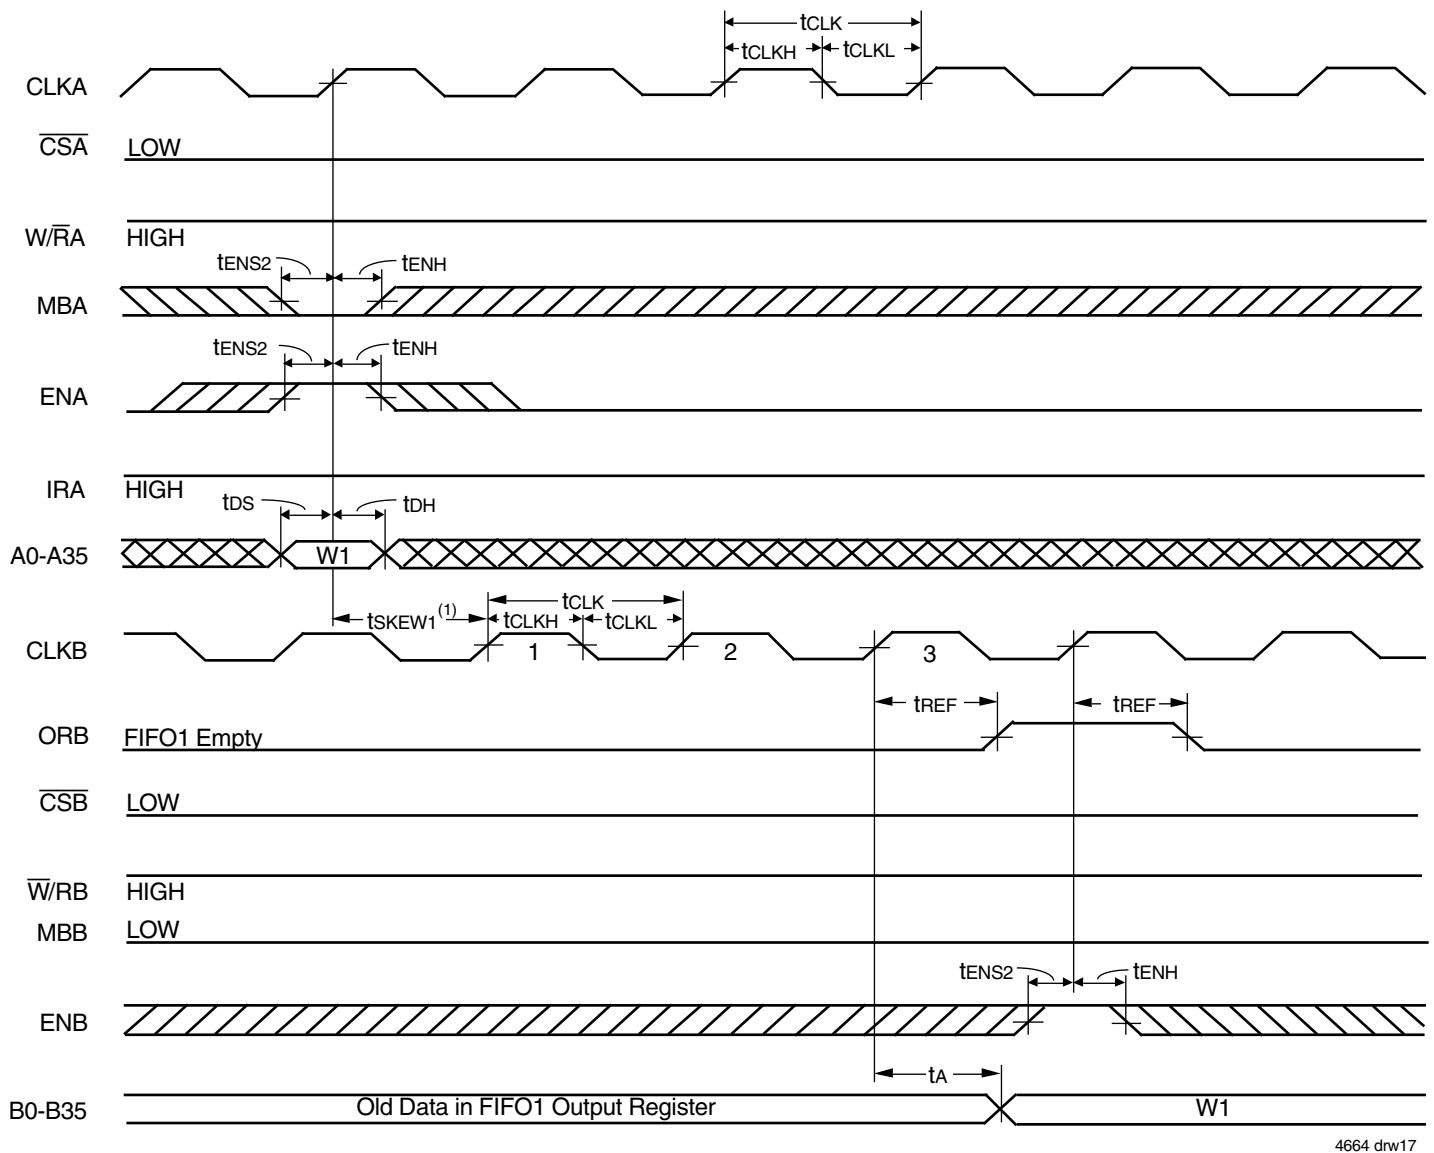 tCLK
tCLKH tCLKL
CLKA
CSA LOW
W/RA HIGH
tENS2 tENH
MBA
tENS2 tENH
ENA
IRA HIGH
tDS tDH
A0-A35 W1
tSKEW1(1) tCLK
tCLKH tCLKL
CLKB 1 2 3
tREF tREF
ORB FIFO1 Empty
CSB LOW
W/RB HIGH
MBB LOW
tENS2 tENH
ENB
tA
B0-B35 Old Data in FIFO1 Output Register W1
4664 drw17